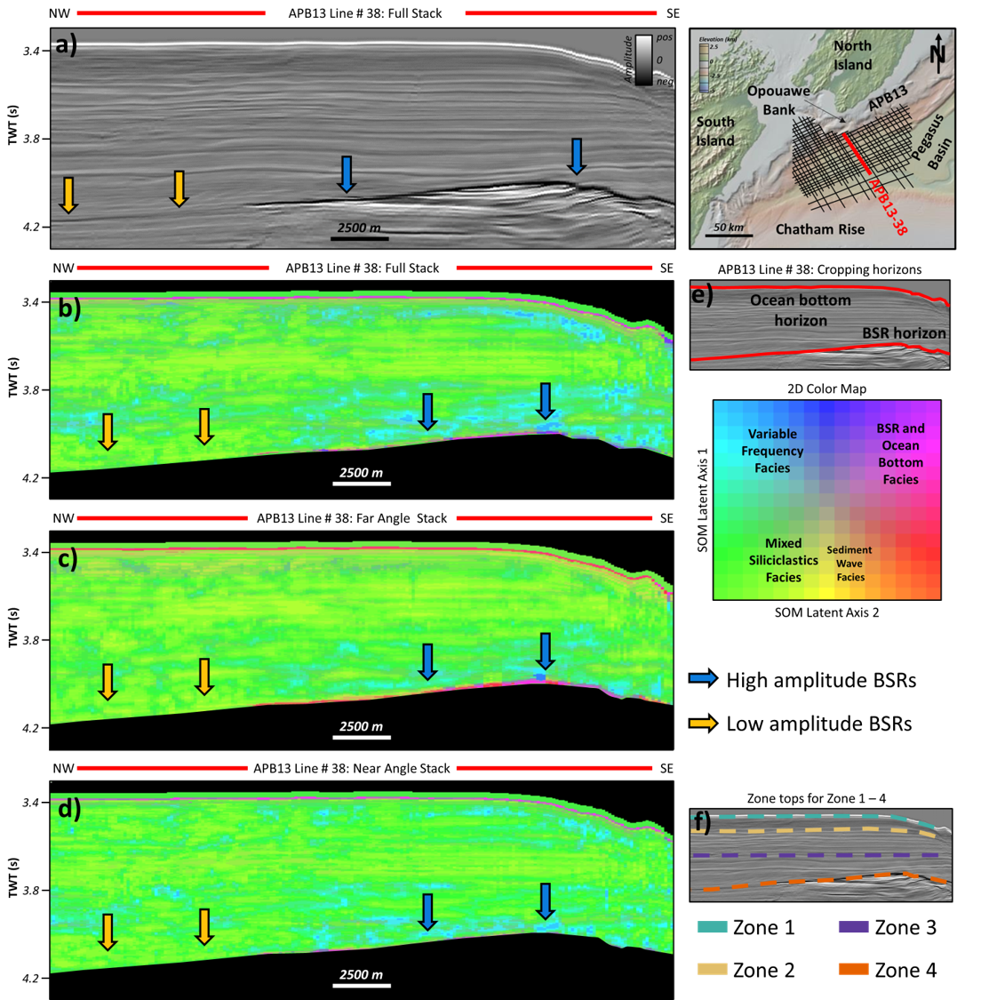 NW APB13 Line # 38: Full Stack SE
a)
Amplitude
pos
0
neg
TWT (s)
3.4
3.8
4.2
2500 m
Elevation (km)
2.5
0
-2.5
North
Island
N
Opouawe
Bank
APB13
South
Island
Pegasus
Basin
APB13-38
Chatham Rise
50 km
NW APB13 Line # 38: Full Stack SE
b)
TWT (s)
3.4
3.8
4.2
2500 m
APB13 Line # 38: Cropping horizons
e)
Ocean bottom
horizon
BSR horizon
2D Color Map
Variable
Frequency
Facies
BSR and
Ocean
Bottom
Facies
Mixed
Siliciclastics
Facies
Sediment
Wave
Facies
SOM Latent Axis 1
SOM Latent Axis 2
NW APB13 Line # 38: Far Angle Stack SE
c)
TWT (s)
3.4
3.8
4.2
2500 m
High amplitude BSRs
Low amplitude BSRs
NW APB13 Line # 38: Near Angle Stack SE
d)
TWT (s)
3.4
3.8
4.2
2500 m
Zone tops for Zone 1 – 4
f)
Zone 1
Zone 3
Zone 2
Zone 4